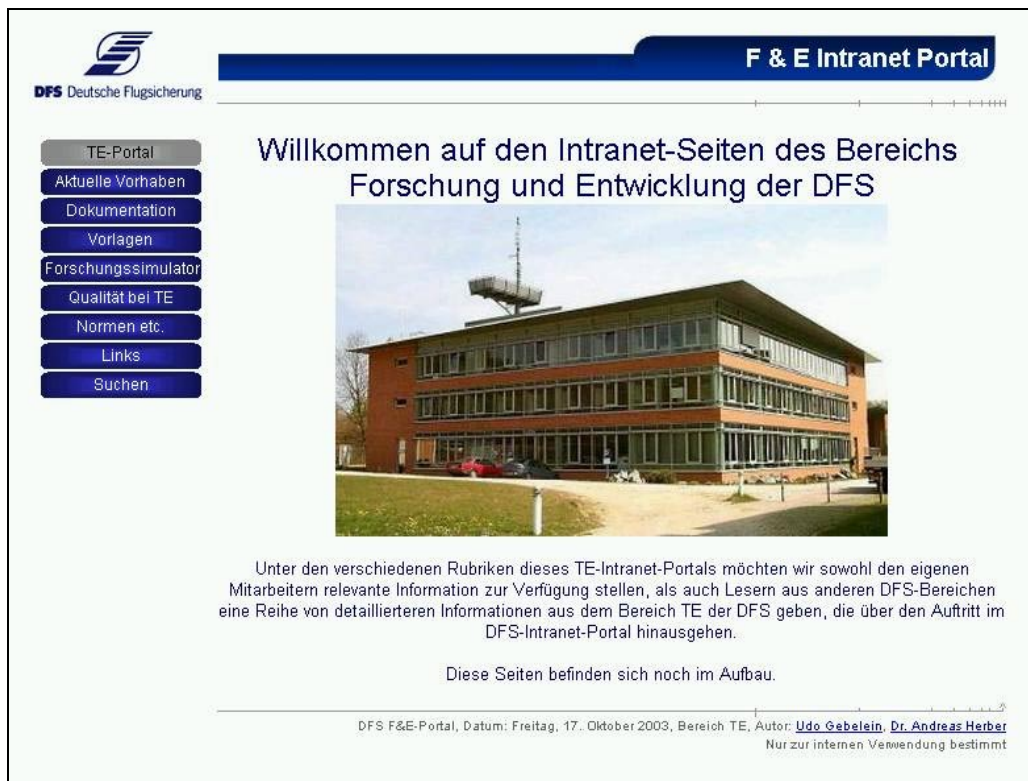 F & E Intranet Portal
DFS Deutsche Flugsicherung
TE-Portal
Aktuelle Vorhaben
Dokumentation
Vorlagen
Forschungssimulator
Qualität bei TE
Normen etc.
Links
Suchen
Willkommen auf den Intranet-Seiten des Bereichs
Forschung und Entwicklung der DFS
Unter den verschiedenen Rubriken dieses TE-Intranet-Portals möchten wir sowohl den eigenen
Mitarbeitern relevante Information zur Verfügung stellen, als auch Lesern aus anderen DFS-Bereichen
eine Reihe von detaillierteren Informationen aus dem Bereich TE der DFS geben, die über den Auftritt im
DFS-Intranet-Portal hinausgehen.
Diese Seiten befinden sich noch im Aufbau.
DFS F&E-Portal, Datum: Freitag, 17. Oktober 2003, Bereich TE, Autor: Udo Gebelein, Dr. Andreas Herber
Nur zur internen Verwendung bestimmt